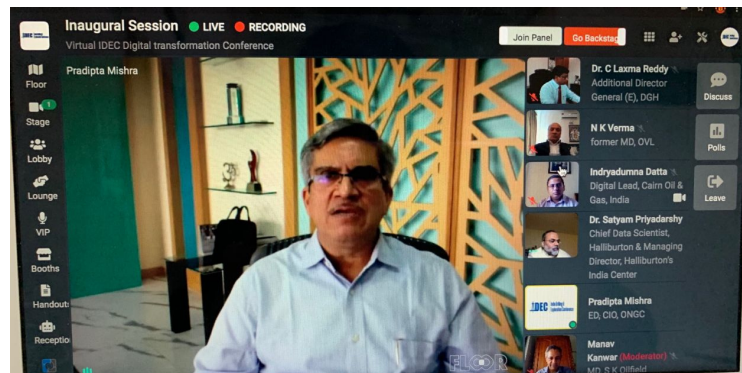 Inaugural Session LIVE RECORDING
Virtual IDEC Digital transformation Conference
Join Panel
Go Backstag
Floor
1
Stage
Lobby
Lounge
VIP
Booths
Handouts
Receptio
Pradipta Mishra
Dr. C Laxma Reddy
Additional Director
General (E), DGH
N K Verma
former MD, OVL
Indryadumna Datta
Digital Lead, Cairn Oil &
Gas, India
Dr. Satyam Priyadarshy
Chief Data Scientist,
Halliburton & Managing
Director, Halliburton's
India Center
IDEC
Pradipta Mishra
ED, CIO, ONGC
Manav
Kanwar (Moderator)
MD, S K Oilfield
Discuss
Polls
Leave
FLOOR